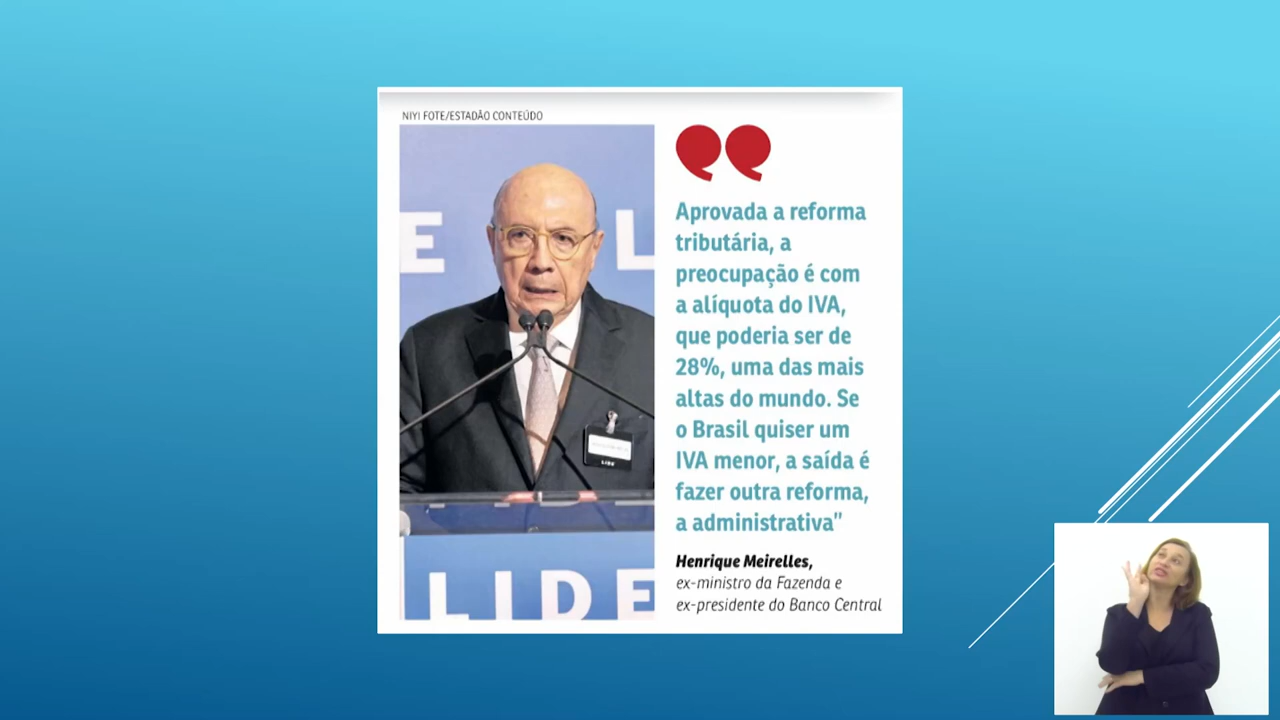 NIYI FOTE/ESTADÃO CONTEÚDO
E L
LIDE
LIDE
Aprovada a reforma
tributária, a
preocupação é com
a alíquota do IVA,
que poderia ser de
28%, uma das mais
altas do mundo. Se
o Brasil quiser um
IVA menor, a saída é
fazer outra reforma,
a administrativa”
Henrique Meirelles,
ex-ministro da Fazenda e
ex-presidente do Banco Central